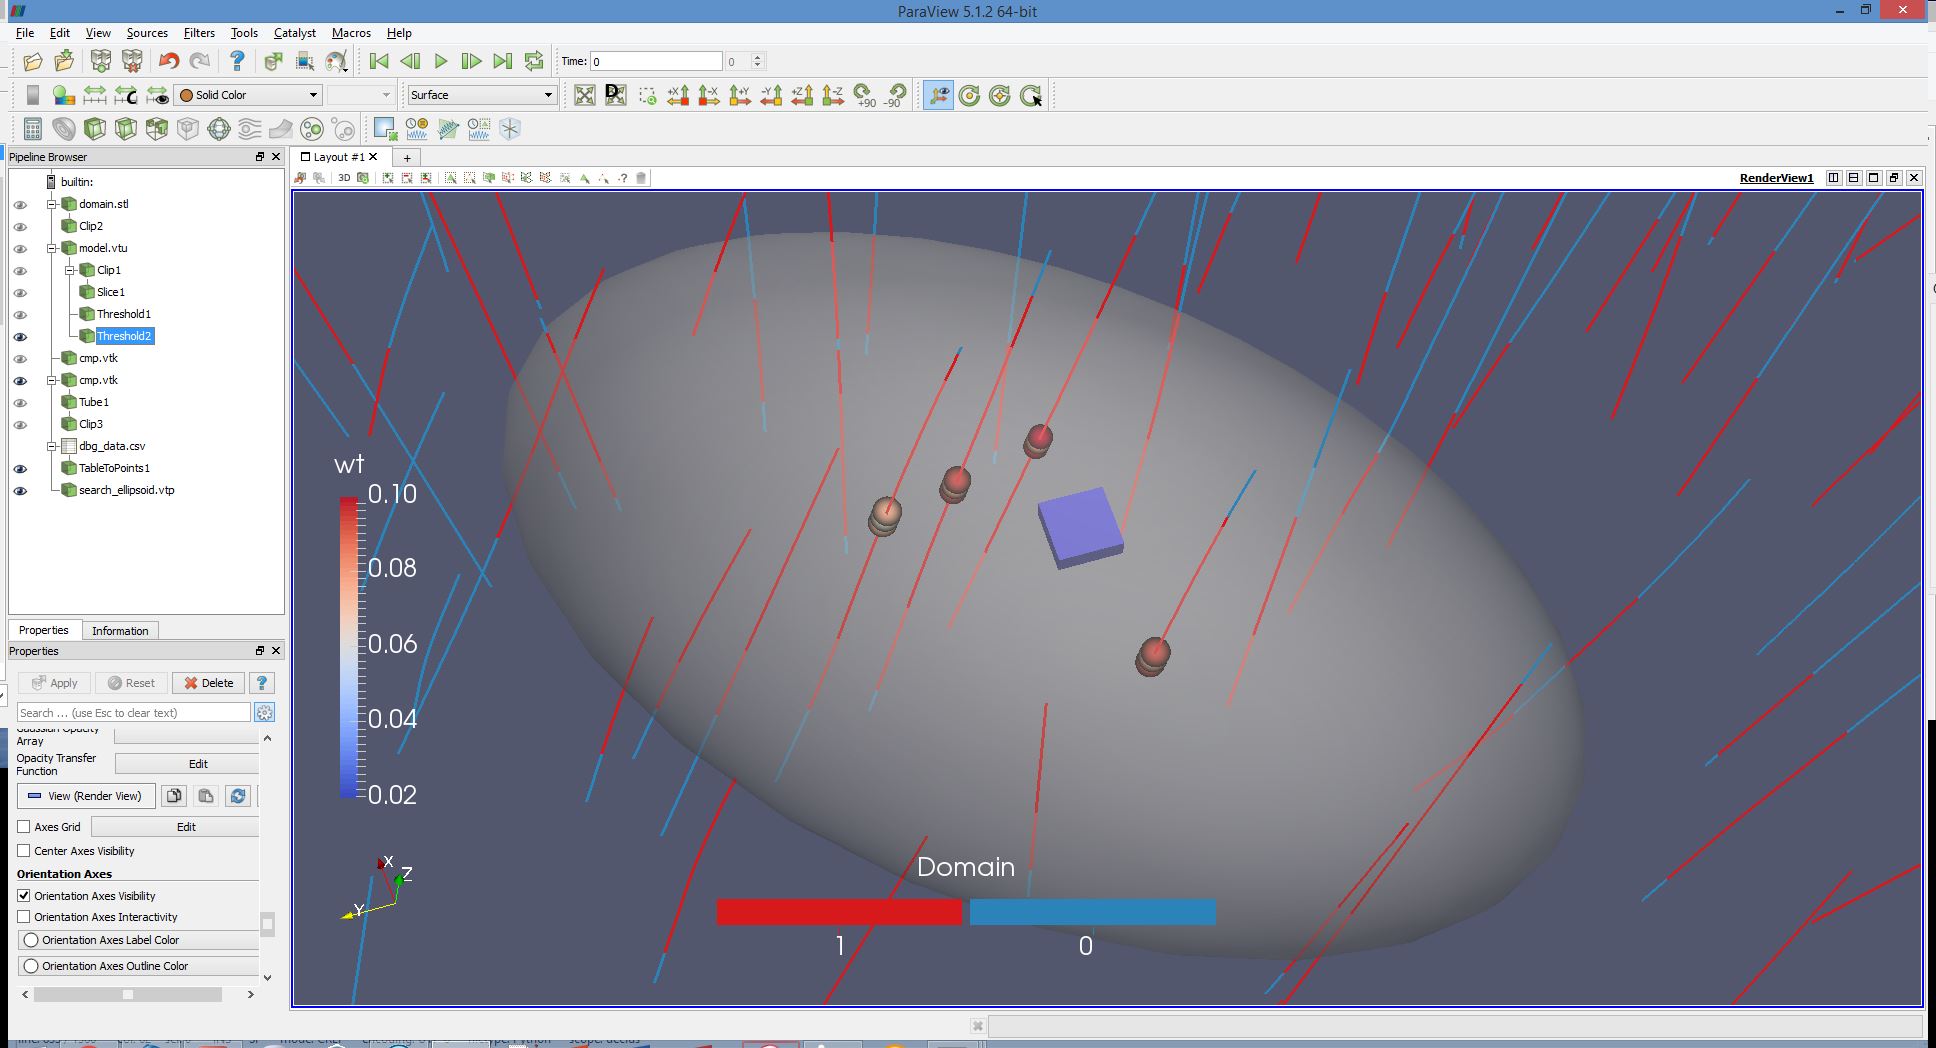 ParaView 5.1.2 64-bit
File Edit View Sources Filters Tools Catalyst Macros Help
Time: 0 0
Solid Color Surface +X -X +Y -Y +Z -Z +90 -90
Pipeline Browser
Layout #1
3D
RenderView1
builtin:
domain.stl
Clip2
model.vtu
Clip1
Slice1
Threshold1
Threshold2
cmp.vtk
cmp.vtk
Tube1
Clip3
dbg_data.csv
TableToPoints1
search_ellipsoid.vtp
Properties Information
Properties
Apply Reset Delete ?
Search ... (use Esc to clear text)
Gaussian Opacity
Array
Opacity Transfer
Function
Edit
View (Render View)
Axes Grid Edit
Center Axes Visibility
Orientation Axes
Orientation Axes Visibility
Orientation Axes Interactivity
Orientation Axes Label Color
Orientation Axes Outline Color
wt
0.10
0.08
0.06
0.04
0.02
X
Z
Y
Domain
1 0